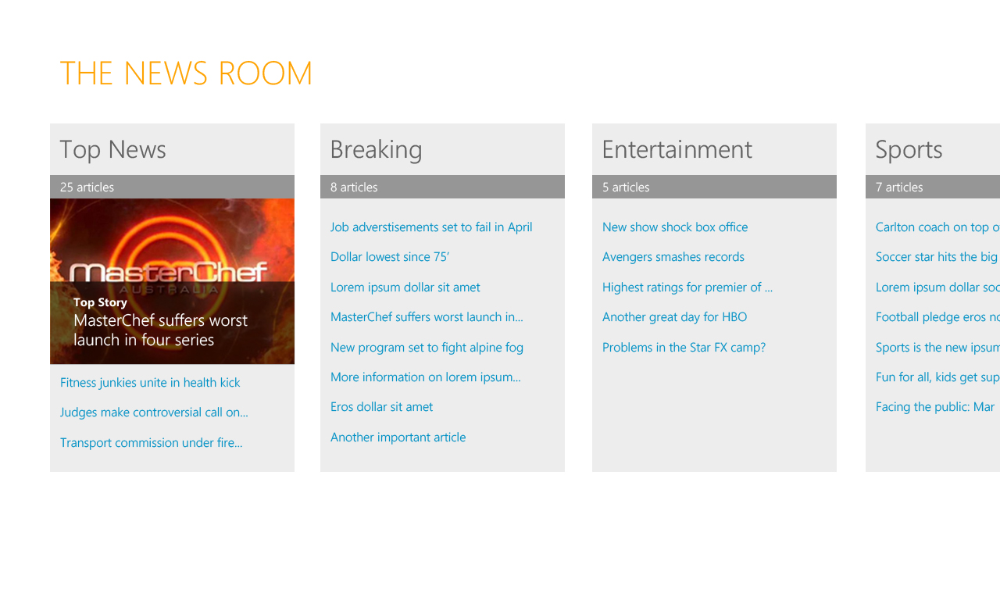 THE NEWS ROOM
Top News
25 articles
MasterChef
AUSTRALIA
Top Story
MasterChef suffers worst
launch in four series
Fitness junkies unite in health kick
Judges make controversial call on...
Transport commission under fire...
Breaking
8 articles
Job adverstisements set to fail in April
Dollar lowest since 75’
Lorem ipsum dollar sit amet
MasterChef suffers worst launch in...
New program set to fight alpine fog
More information on lorem ipsum...
Eros dollar sit amet
Another important article
Entertainment
5 articles
New show shock box office
Avengers smashes records
Highest ratings for premier of ...
Another great day for HBO
Problems in the Star FX camp?
Sports
7 articles
Carlton coach on top
Soccer star hits the big
Lorem ipsum dollar
Football pledge eros
Sports is the new ipsum
Fun for all, kids get
Facing the public: Mar